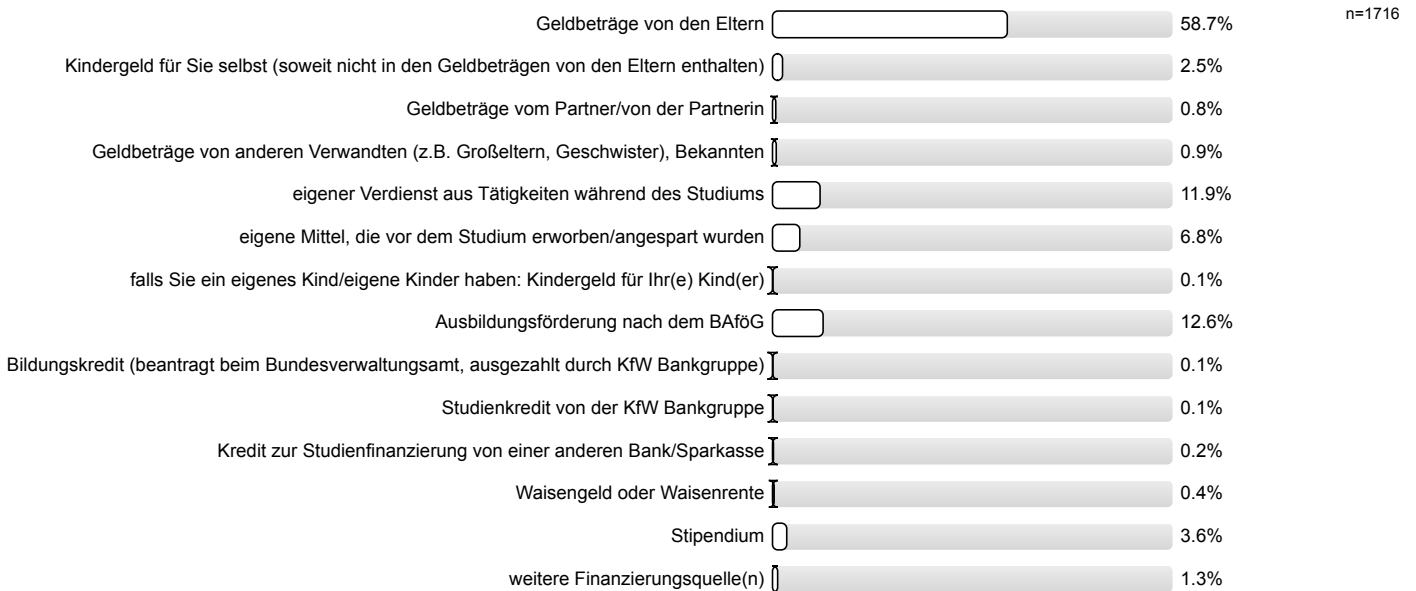 n=1716
Geldbeträge von den Eltern 58.7%
Kindergeld für Sie selbst (soweit nicht in den Geldbeträgen von den Eltern enthalten) 2.5%
Geldbeträge vom Partner/von der Partnerin 0.8%
Geldbeträge von anderen Verwandten (z.B. Großeltern, Geschwister), Bekannten 0.9%
eigener Verdienst aus Tätigkeiten während des Studiums 11.9%
eigene Mittel, die vor dem Studium erworben/angespart wurden 6.8%
falls Sie ein eigenes Kind/eigene Kinder haben: Kindergeld für Ihr(e) Kind(er) 0.1%
Ausbildungsförderung nach dem BAföG 12.6%
Bildungskredit (beantragt beim Bundesverwaltungsamt, ausgezahlt durch KfW Bankgruppe) 0.1%
Studienkredit von der KfW Bankgruppe 0.1%
Kredit zur Studienfinanzierung von einer anderen Bank/Sparkasse 0.2%
Waisengeld oder Waisenrente 0.4%
Stipendium 3.6%
weitere Finanzierungsquelle(n) 1.3%